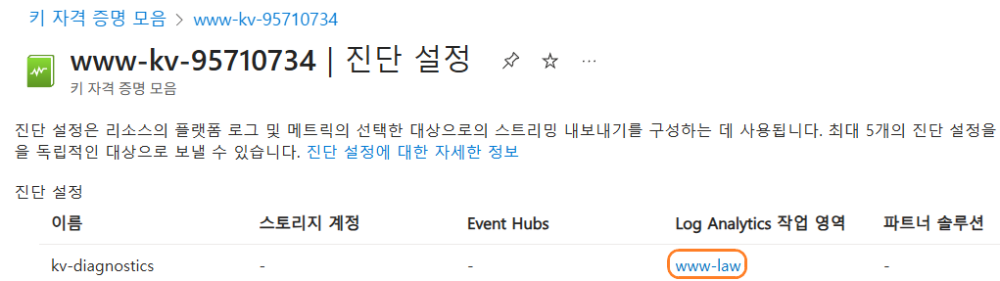 키 자격 증명 모음 > www-kv-95710734
www-kv-95710734 | 진단 설정 ...
키 자격 증명 모음
진단 설정은 리소스의 플랫폼 로그 및 메트릭의 선택한 대상으로의 스트리밍 내보내기를 구성하는 데 사용됩니다. 최대 5개의 진단 설정을
을 독립적인 대상으로 보낼 수 있습니다. 진단 설정에 대한 자세한 정보
진단 설정
이름 스토리지 계정 Event Hubs Log Analytics 작업 영역 파트너 솔루션
kv-diagnostics - - www-law -